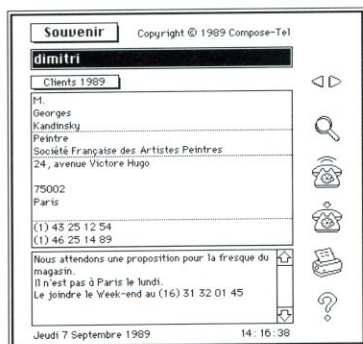 Souvenir
Copyright © 1989 Compose-Tel
dimitri
Clients 1989
M.
Georges
Kandinsky
Peintre
Société Française des Artistes Peintres
24, avenue Victore Hugo
75002
Paris
(1) 43 25 12 54
(1) 46 25 14 89
Nous attendons une proposition pour la fresque du
magasin.
Il n'est pas à Paris le lundi.
Le joindre le Week-end au (16) 31 32 01 45
Jeudi 7 Septembre 1989
14:16:38